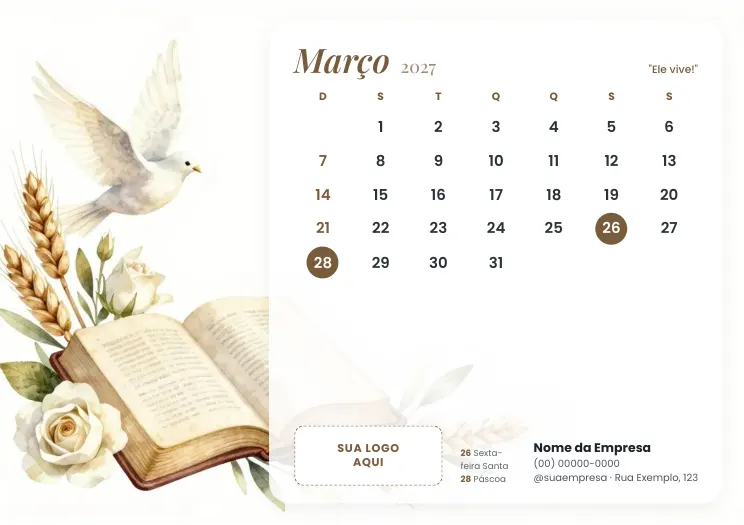 Março 2027
"Ele vive!"
D S T Q Q S S
1 2 3 4 5 6
7 8 9 10 11 12 13
14 15 16 17 18 19 20
21 22 23 24 25 26 27
28 29 30 31
SUA LOGO
AQUI
26 Sexta-
feira Santa
28 Páscoa
Nome da Empresa
(00) 00000-0000
@suaempresa · Rua Exemplo, 123